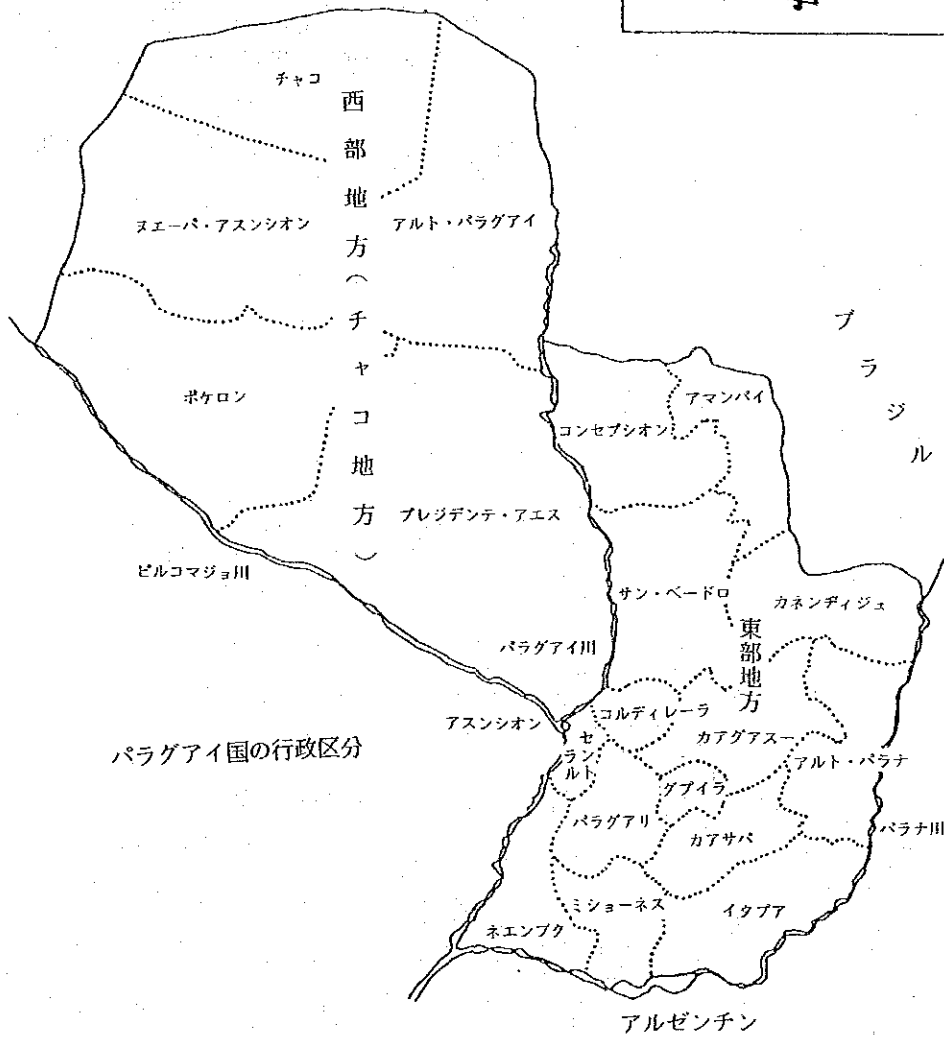 チャコ
西部地方(チャコ地方)
ヌエーバ・アスンシオン
アルト・パラグアイ
ボケロン
プレジデンテ・アエス
ピルコマジョ川
ブラジル
アマンバイ
コンセプシオン
サン・ペードロ
カネンディジュ
東部地方
パラグアイ川
アスンシオン
コルディレーラ
セントラル
カアグアスー
アルト・パラナ
グアイラ
パラグアリ
カアサパ
パラナ川
ミショーネス
イタプア
ネエンブク
パラグアイ国の行政区分
アルゼンチン